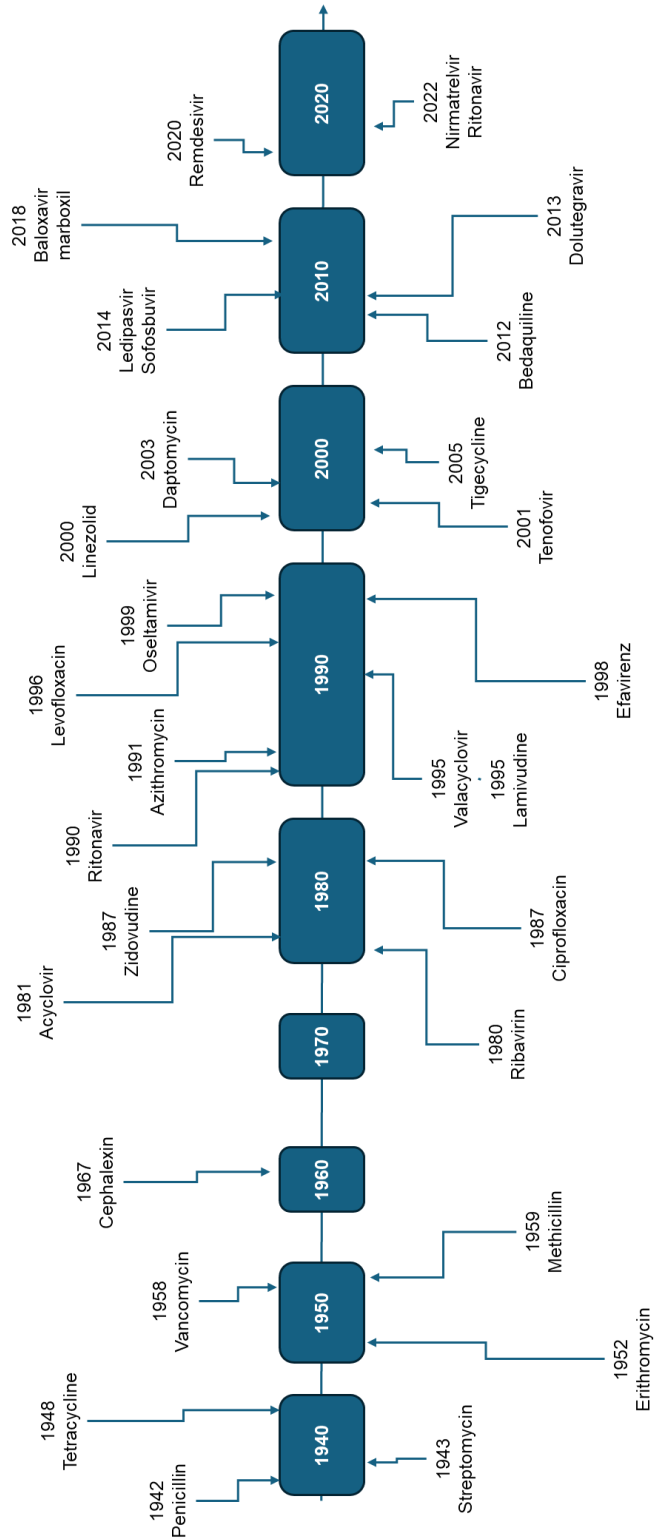 1942
Penicillin
1948
Tetracycline
1958
Vancomycin
1967
Cephalexin
1981
Acyclovir
1987
Zidovudine
1990
Ritonavir
1991
Azithromycin
1996
Levofloxacin
1999
Oseltamivir
2000
Linezolid
2003
Daptomycin
2014
Ledipasvir
Sofosbuvir
2018
Baloxavir
marboxil
2020
Remdesivir
1940
1950
1960
1970
1980
1990
2000
2010
2020
1943
Streptomycin
1952
Erithromycin
1959
Methicillin
1980
Ribavirin
1987
Ciprofloxacin
1995
Valacyclovir
.
1995
Lamivudine
1998
Efavirenz
2001
Tenofovir
2005
Tigecycline
2012
Bedaquiline
2013
Dolutegravir
2022
Nirmatrelvir
Ritonavir